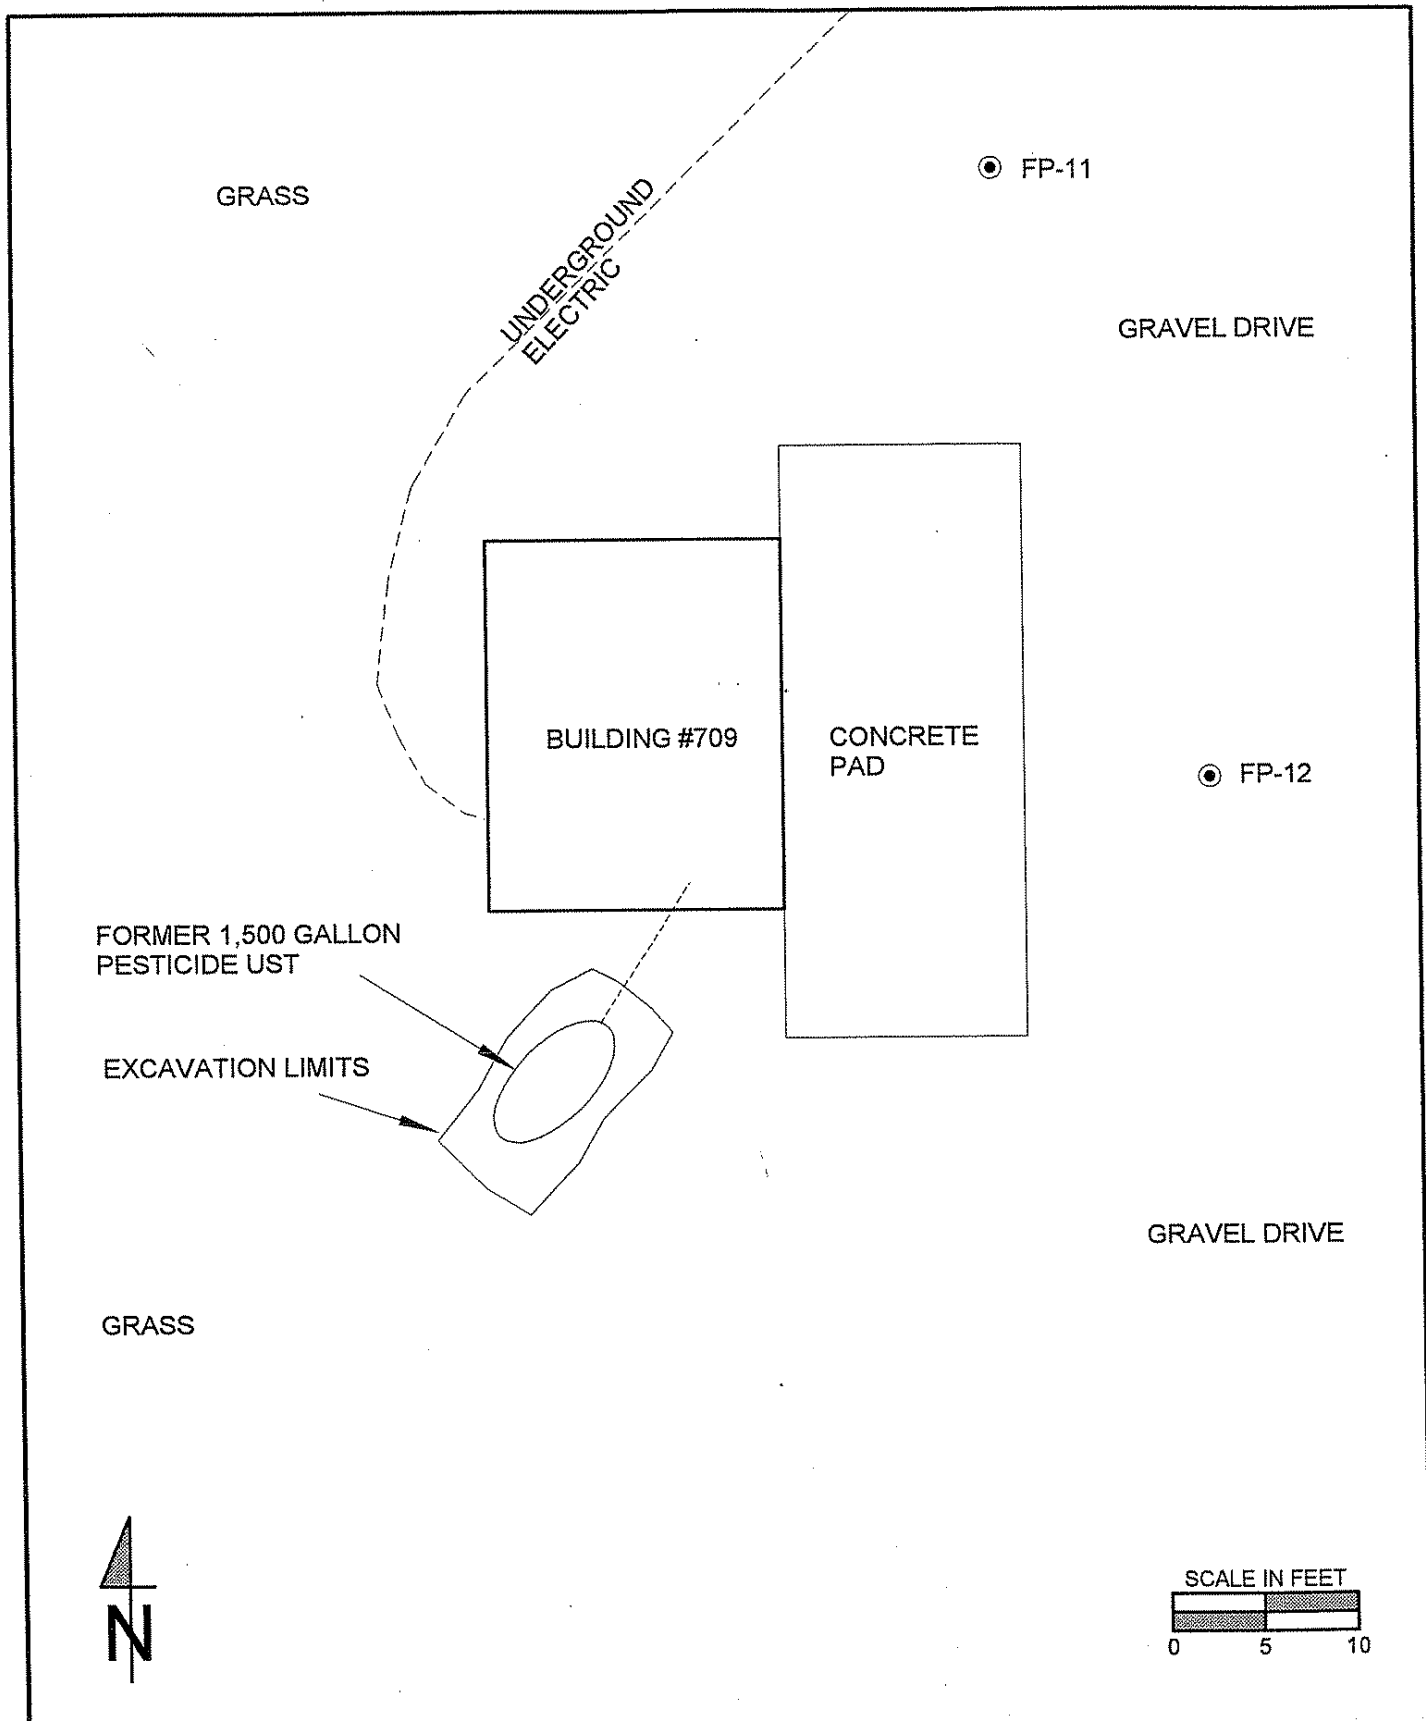 GRASS
FP-11
UNDERGROUND
ELECTRIC
GRAVEL DRIVE
BUILDING #709
CONCRETE
PAD
FP-12
FORMER 1,500 GALLON
PESTICIDE UST
EXCAVATION LIMITS
GRAVEL DRIVE
GRASS
N
SCALE IN FEET
0 5 10